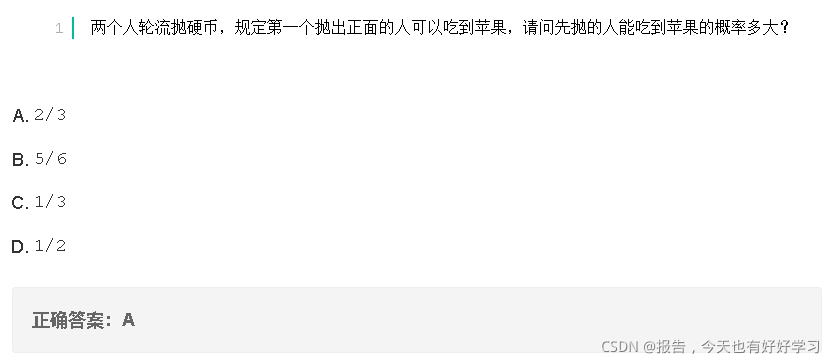 1 两个人轮流抛硬币，规定第一个抛出正面的人可以吃到苹果，请问先抛的人能吃到苹果的概率多大？
A. 2/3
B. 5/6
C. 1/3
D. 1/2
正确答案：A
CSDN @报告，今天也有好好学习